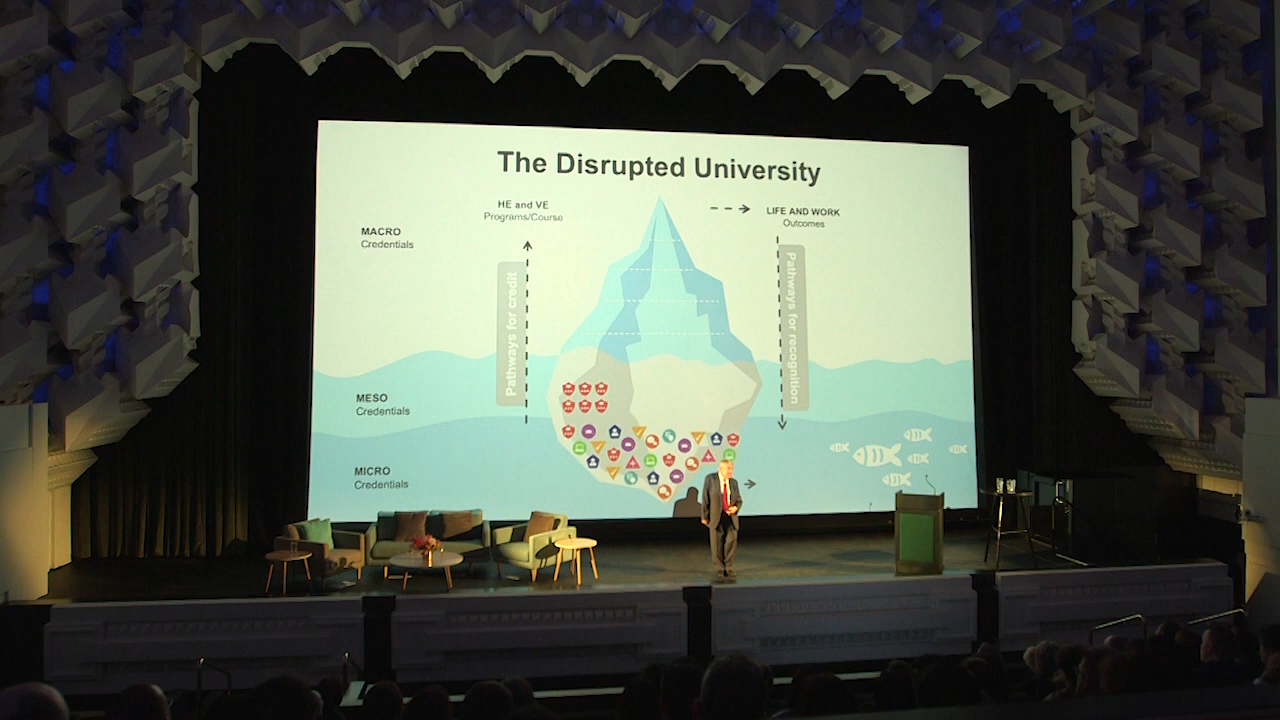 The Disrupted University
HE and VE
Programs/Course
LIFE AND WORK
Outcomes
MACRO
Credentials
Pathways for credit
Pathways for recognition
MESO
Credentials
MICRO
Credentials